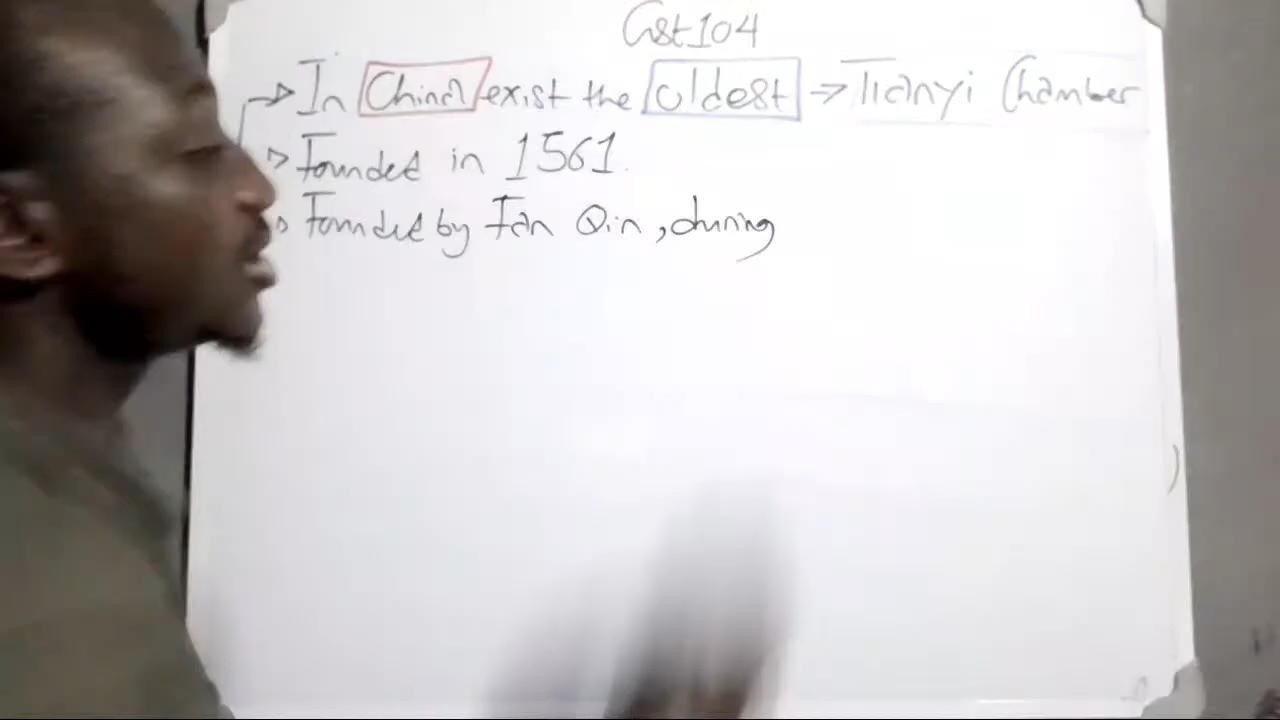 Gst104
→ In China exist the oldest → Tianyi Chamber
Founded in 1561.
Founded by Fan Qin, during